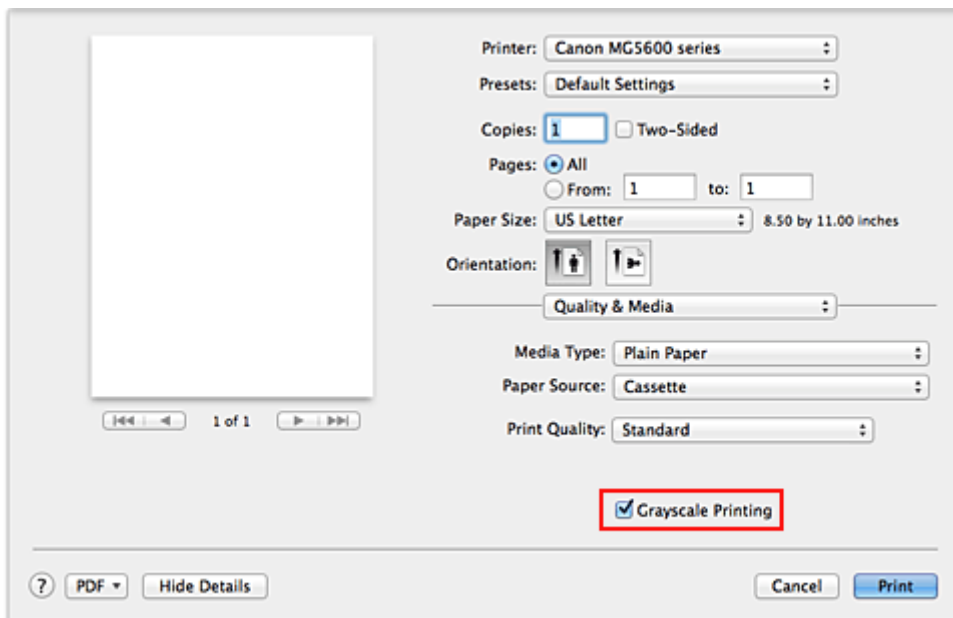 Printer: Canon MG5600 series
Presets: Default Settings
Copies: 1 Two-Sided
Pages: All
From: 1 to: 1
Paper Size: US Letter 8.50 by 11.00 inches
Orientation:
Quality & Media
Media Type: Plain Paper
Paper Source: Cassette
1 of 1
Print Quality: Standard
Grayscale Printing
? PDF Hide Details Cancel Print